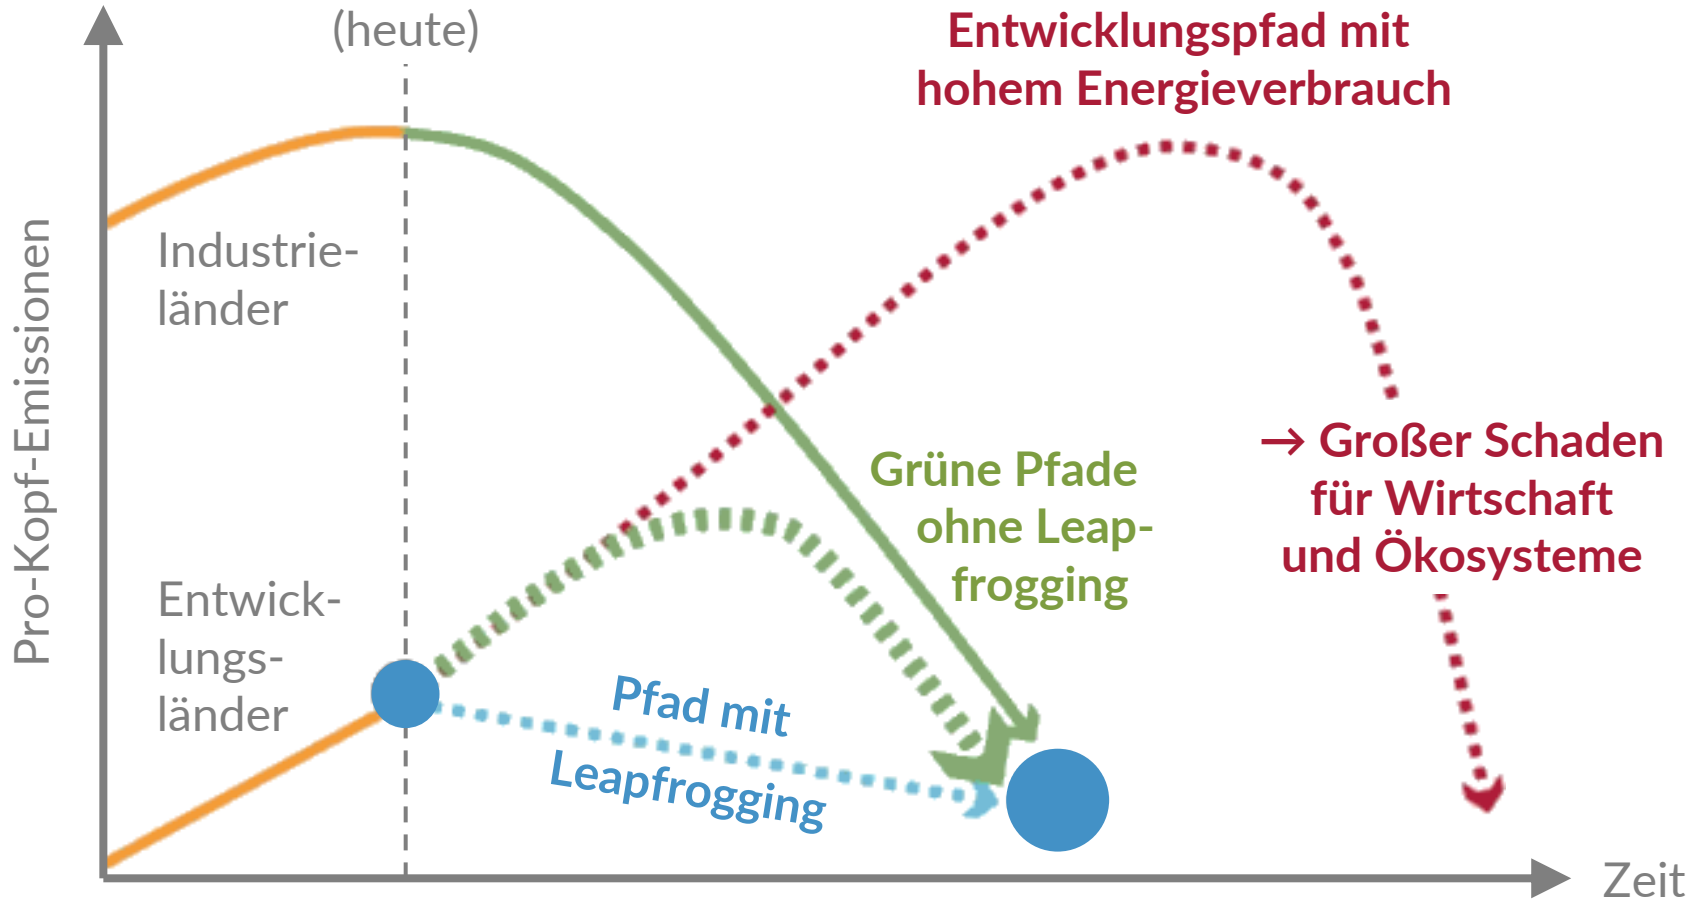 (heute)
Entwicklungspfad mit
hohem Energieverbrauch
Pro-Kopf-Emissionen
Industrie-
länder
Entwick-
lungs-
länder
Grüne Pfade
ohne Leap-
frogging
→ Großer Schaden
für Wirtschaft
und Ökosysteme
Pfad mit
Leapfrogging
Zeit